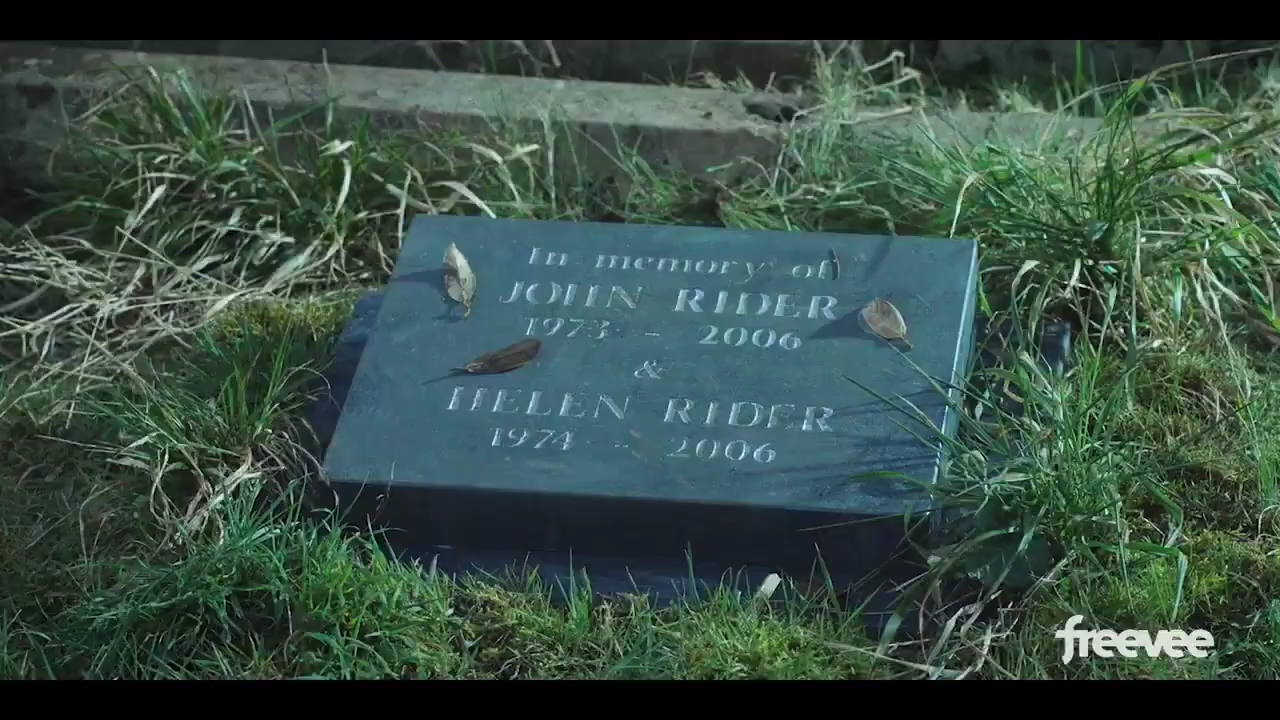 In memory of
JOHN RIDER
1973 - 2006
&
HELEN RIDER
1974 - 2006
freevee